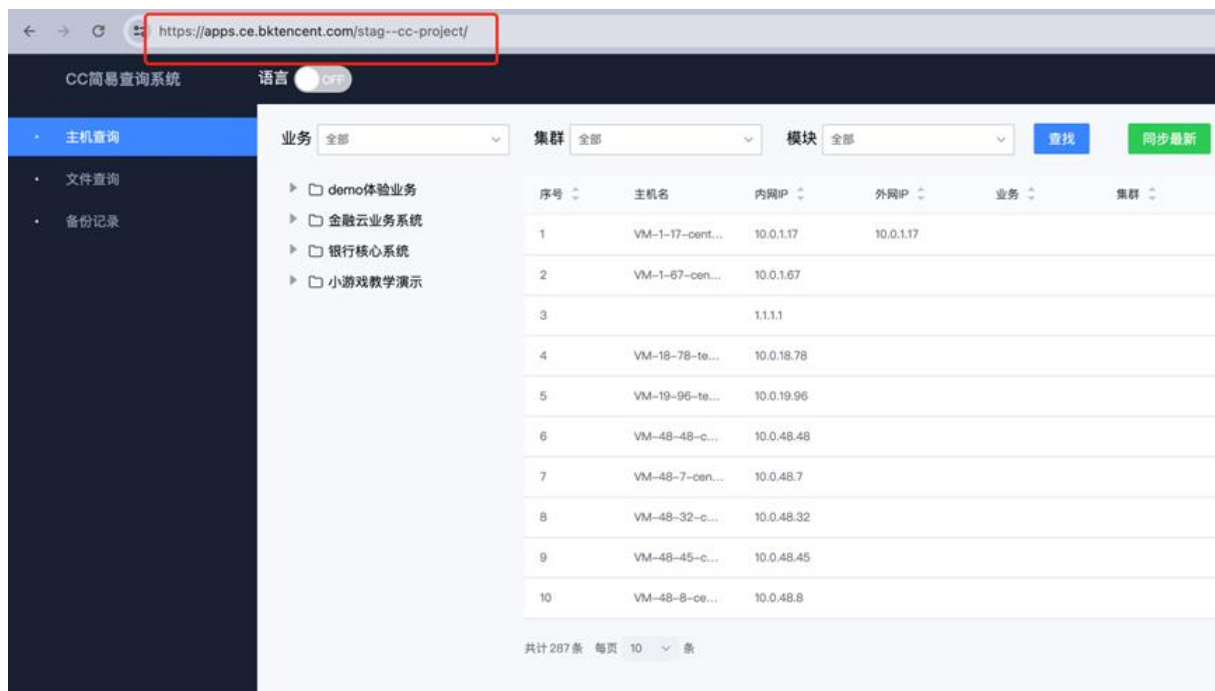 https://apps.ce.bktencent.com/stag--cc-project/
CC简易查询系统 语言 OFF
主机查询
文件查询
备份记录
业务 全部 集群 全部 模块 全部 查找 同步最新
demo体验业务
金融云业务系统
银行核心系统
小游戏教学演示
序号 主机名 内网IP 外网IP 业务 集群
1 VM-1-17-cent... 10.0.1.17 10.0.1.17
2 VM-1-67-cen... 10.0.1.67
3 1.1.1.1
4 VM-18-78-te... 10.0.18.78
5 VM-19-96-te... 10.0.19.96
6 VM-48-48-c... 10.0.48.48
7 VM-48-7-cen... 10.0.48.7
8 VM-48-32-c... 10.0.48.32
9 VM-48-45-c... 10.0.48.45
10 VM-48-8-ce... 10.0.48.8
共计 287 条 每页 10 条